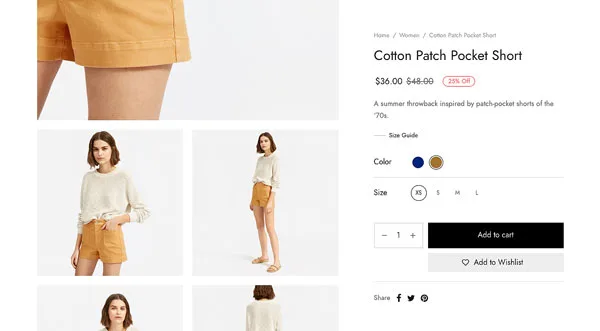 Home / Women / Cotton Patch Pocket Short
Cotton Patch Pocket Short
$36.00 $48.00 25% Off
A summer throwback inspired by patch-pocket shorts of the
'70s.
Size Guide
Color
Size XS S M L
− 1 +
Add to cart
Add to Wishlist
Share